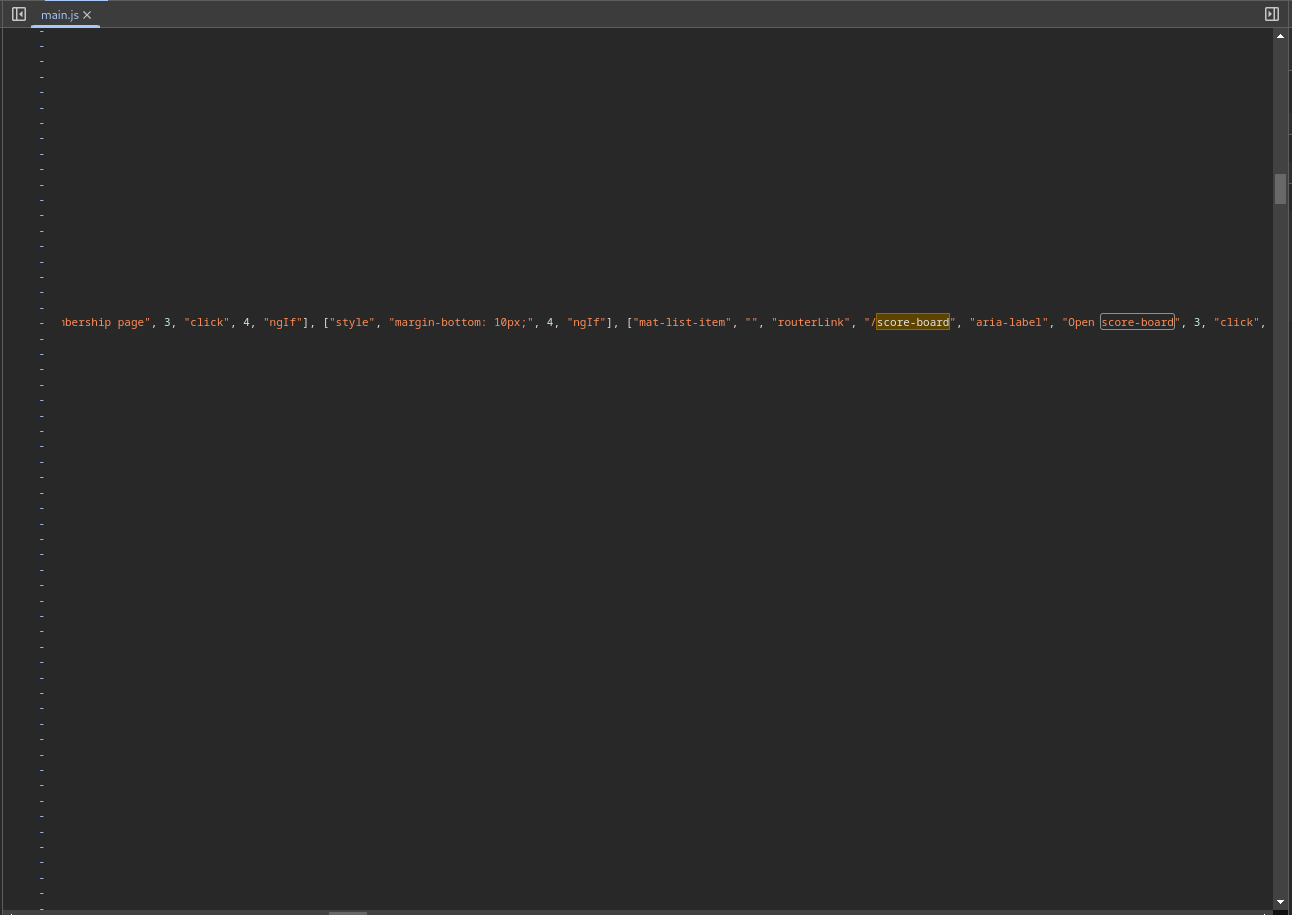 main.js
bership page", 3, "click", 4, "ngIf"], ["style", "margin-bottom: 10px;", 4, "ngIf"], ["mat-list-item", "", "routerLink", "/score-board", "aria-label", "Open score-board", 3, "click",